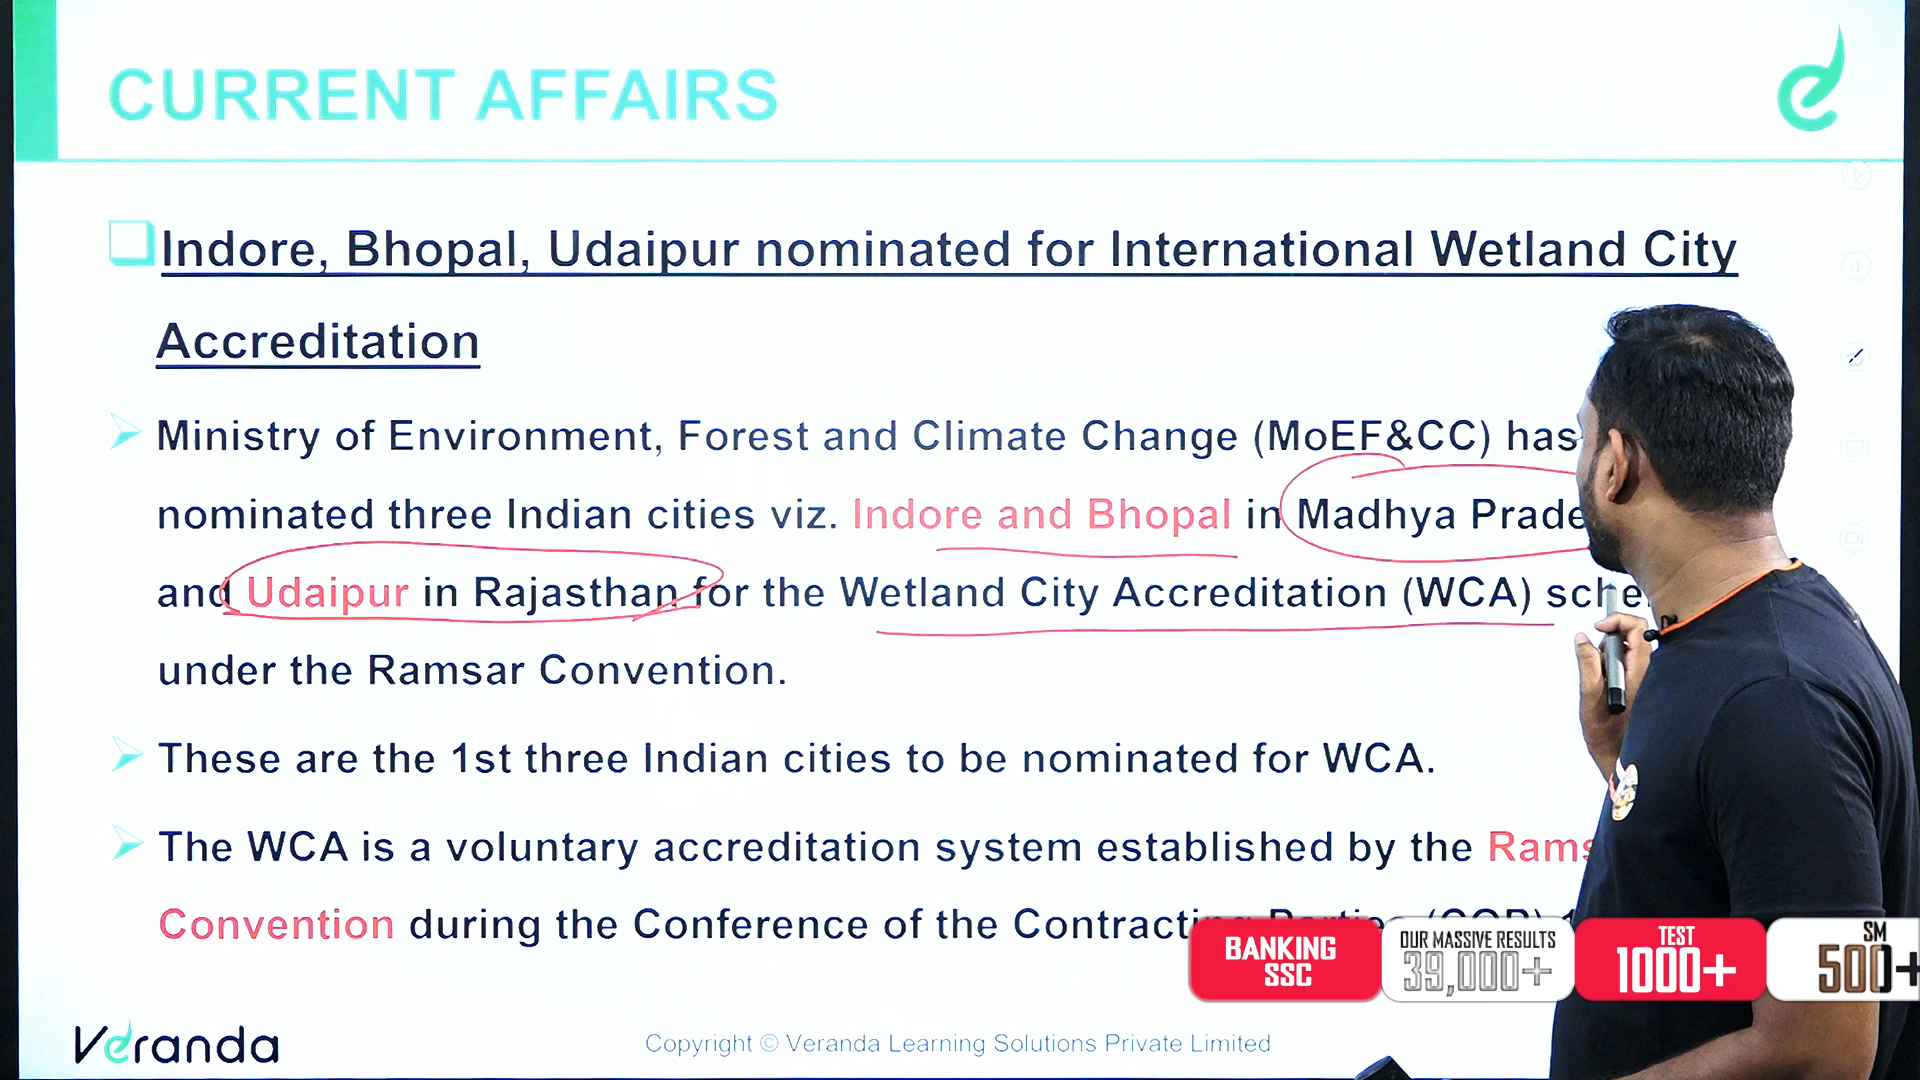 CURRENT AFFAIRS
Indore, Bhopal, Udaipur nominated for International Wetland City
Accreditation
Ministry of Environment, Forest and Climate Change (MoEF&CC) has
nominated three Indian cities viz. Indore and Bhopal in Madhya
and Udaipur in Rajasthan for the Wetland City Accreditation (WCA)
under the Ramsar Convention.
These are the 1st three Indian cities to be nominated for WCA.
The WCA is a voluntary accreditation system established by the
Convention during the Conference of the
BANKING
SSC
OUR MASSIVE RESULTS
39,000+
TEST
1000+
SM
500+
Veranda
Copyright © Veranda Learning Solutions Private Limited